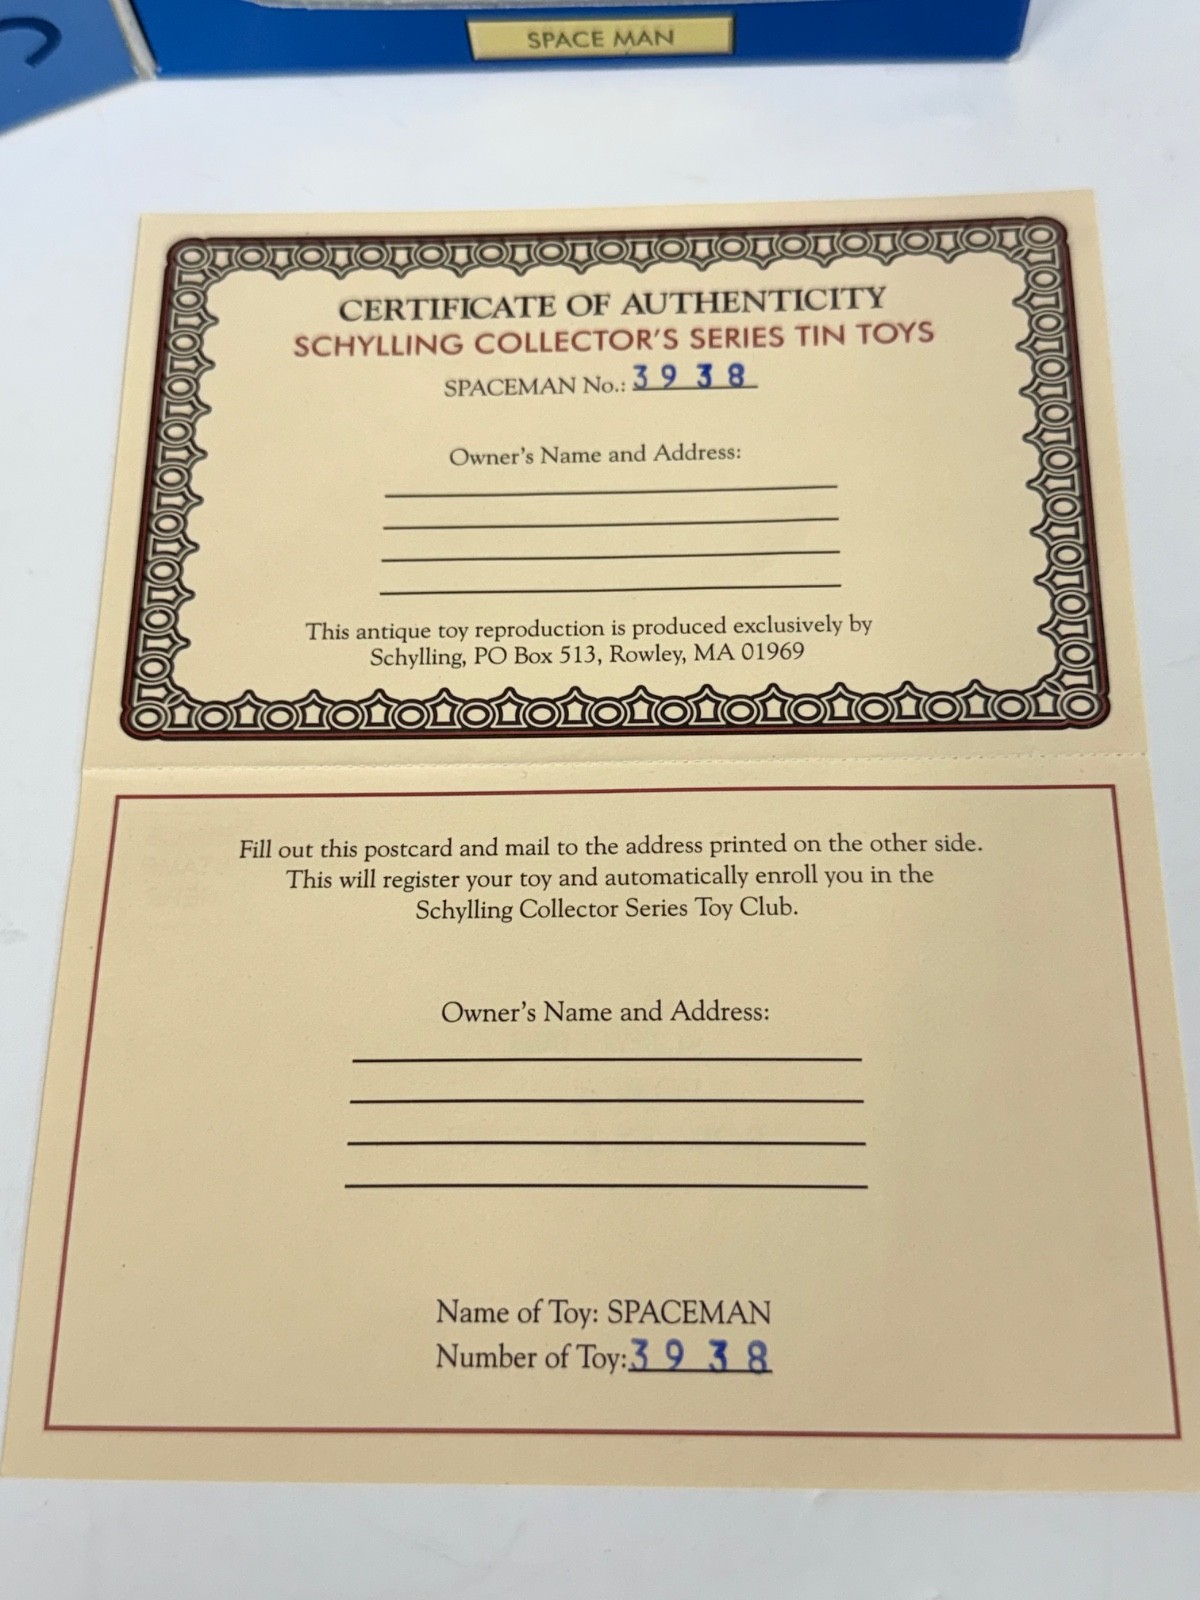 SPACE MAN
CERTIFICATE OF AUTHENTICITY
SCHYLLING COLLECTOR'S SERIES TIN TOYS
SPACEMAN No.: 3938
Owner's Name and Address:
This antique toy reproduction is produced exclusively by
Schylling, PO Box 513, Rowley, MA 01969
Fill out this postcard and mail to the address printed on the other side.
This will register your toy and automatically enroll you in the
Schylling Collector Series Toy Club.
Owner's Name and Address:
Name of Toy: SPACEMAN
Number of Toy: 3938